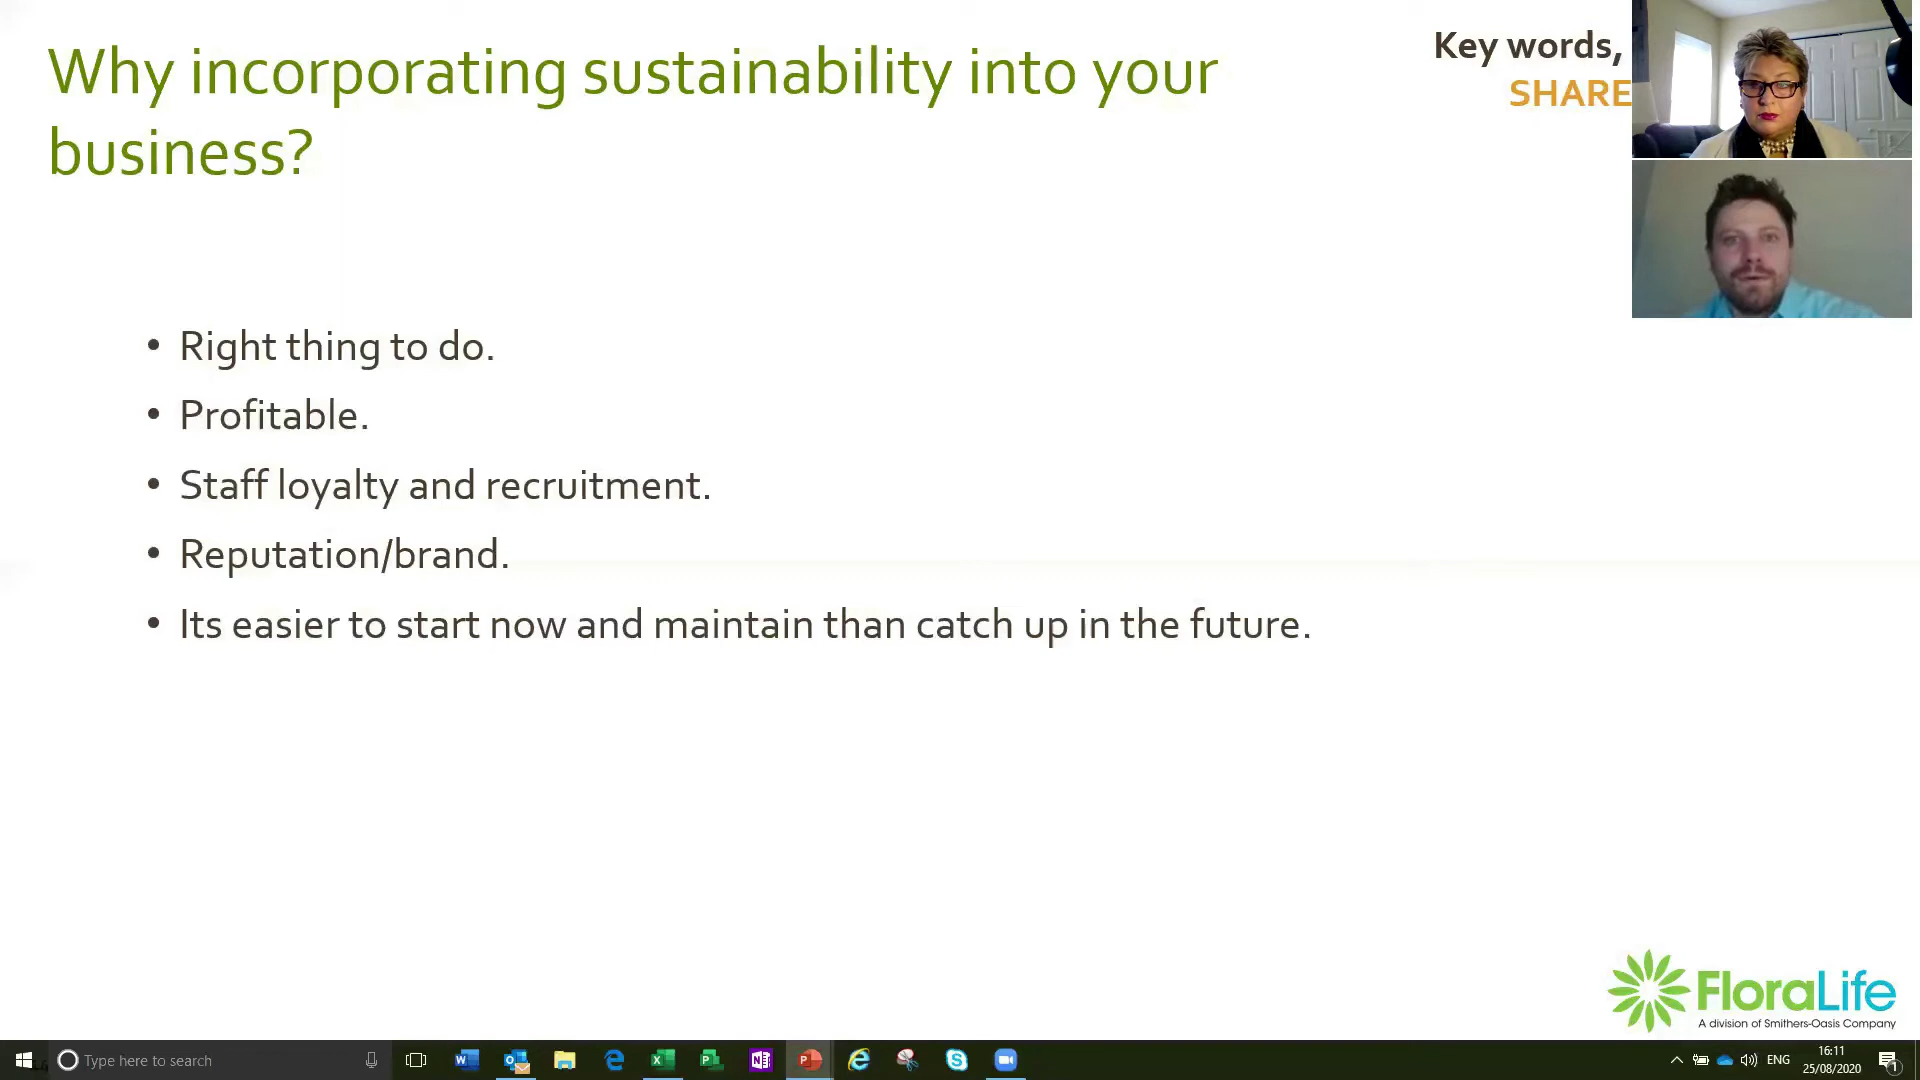 Why incorporating sustainability into your
business?
Key words,
SHARE
• Right thing to do.
• Profitable.
• Staff loyalty and recruitment.
• Reputation/brand.
• Its easier to start now and maintain than catch up in the future.
FloraLife
A division of Smithers-Oasis Company
Type here to search
ENG
16:11
25/08/2020